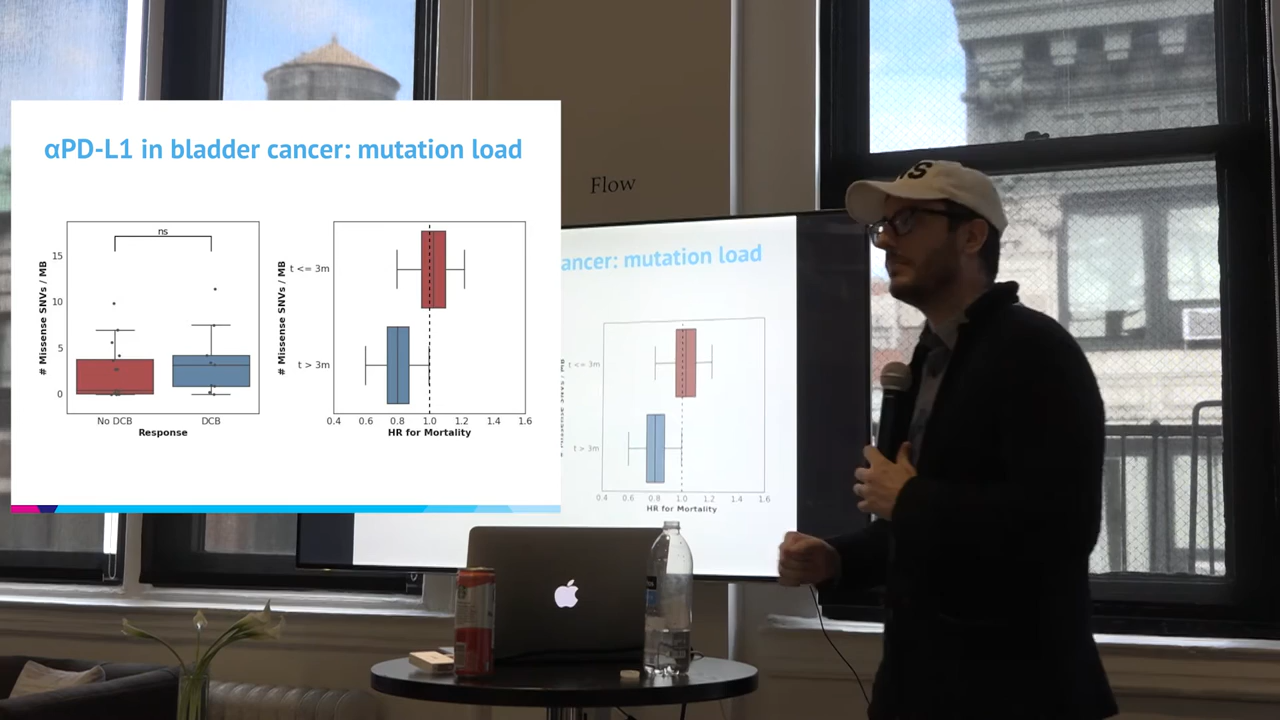 αPD-L1 in bladder cancer: mutation load
ns
# Missense SNVs / MB
15
10
5
0
No DCB
DCB
Response
# Missense SNVs / MB
t <= 3m
t > 3m
0.4
0.6
0.8
1.0
1.2
1.4
1.6
HR for Mortality
Flow
ancer: mutation load
t <= 3m
t > 3m
0.4
0.6
0.8
1.0
1.2
1.4
1.6
HR for Mortality